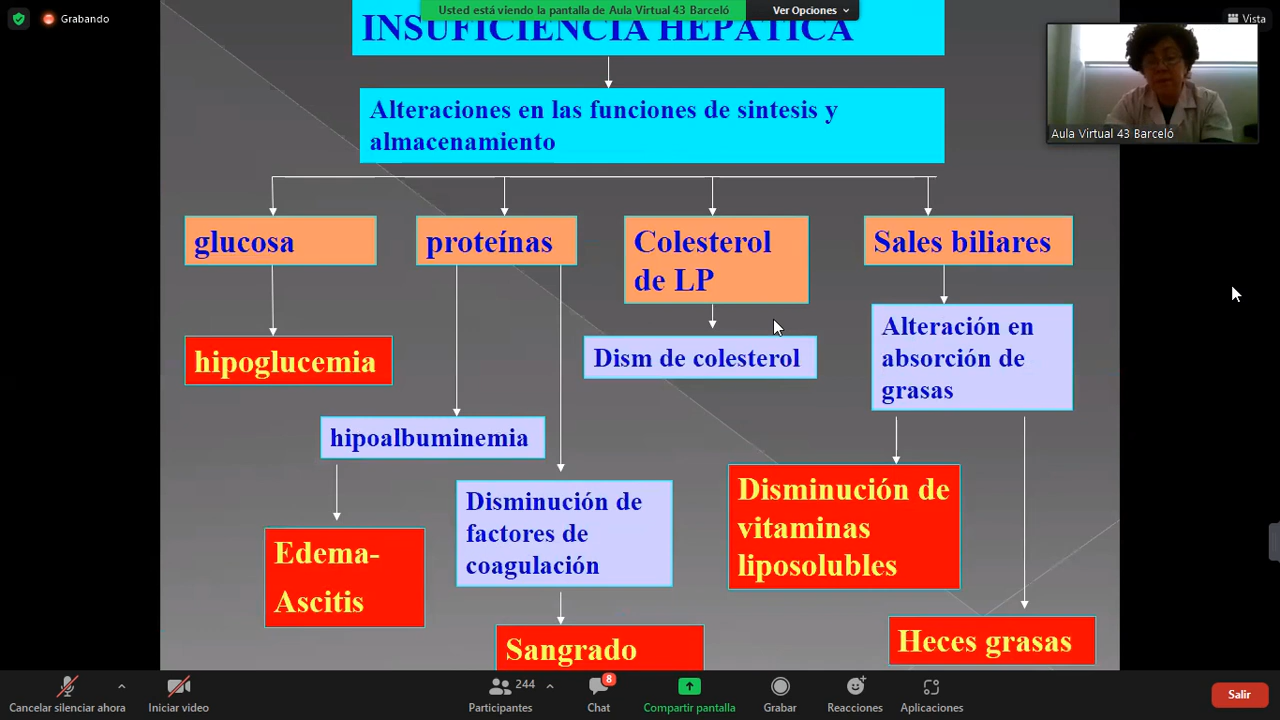 Grabando
Usted está viendo la pantalla de Aula Virtual 43 Barceló
Ver Opciones
Vista
INSUFICIENCIA HEPÁTICA
Aula Virtual 43 Barceló
Alteraciones en las funciones de sintesis y
almacenamiento
glucosa
proteínas
Colesterol
de LP
Sales biliares
hipoglucemia
Dism de colesterol
Alteración en
absorción de
grasas
hipoalbuminemia
Disminución de
factores de
coagulación
Disminución de
vitaminas
liposolubles
Edema-
Ascitis
Sangrado
Heces grasas
Cancelar silenciar ahora
Iniciar video
244
Participantes
8
Chat
Compartir pantalla
Grabar
Reacciones
Aplicaciones
Salir